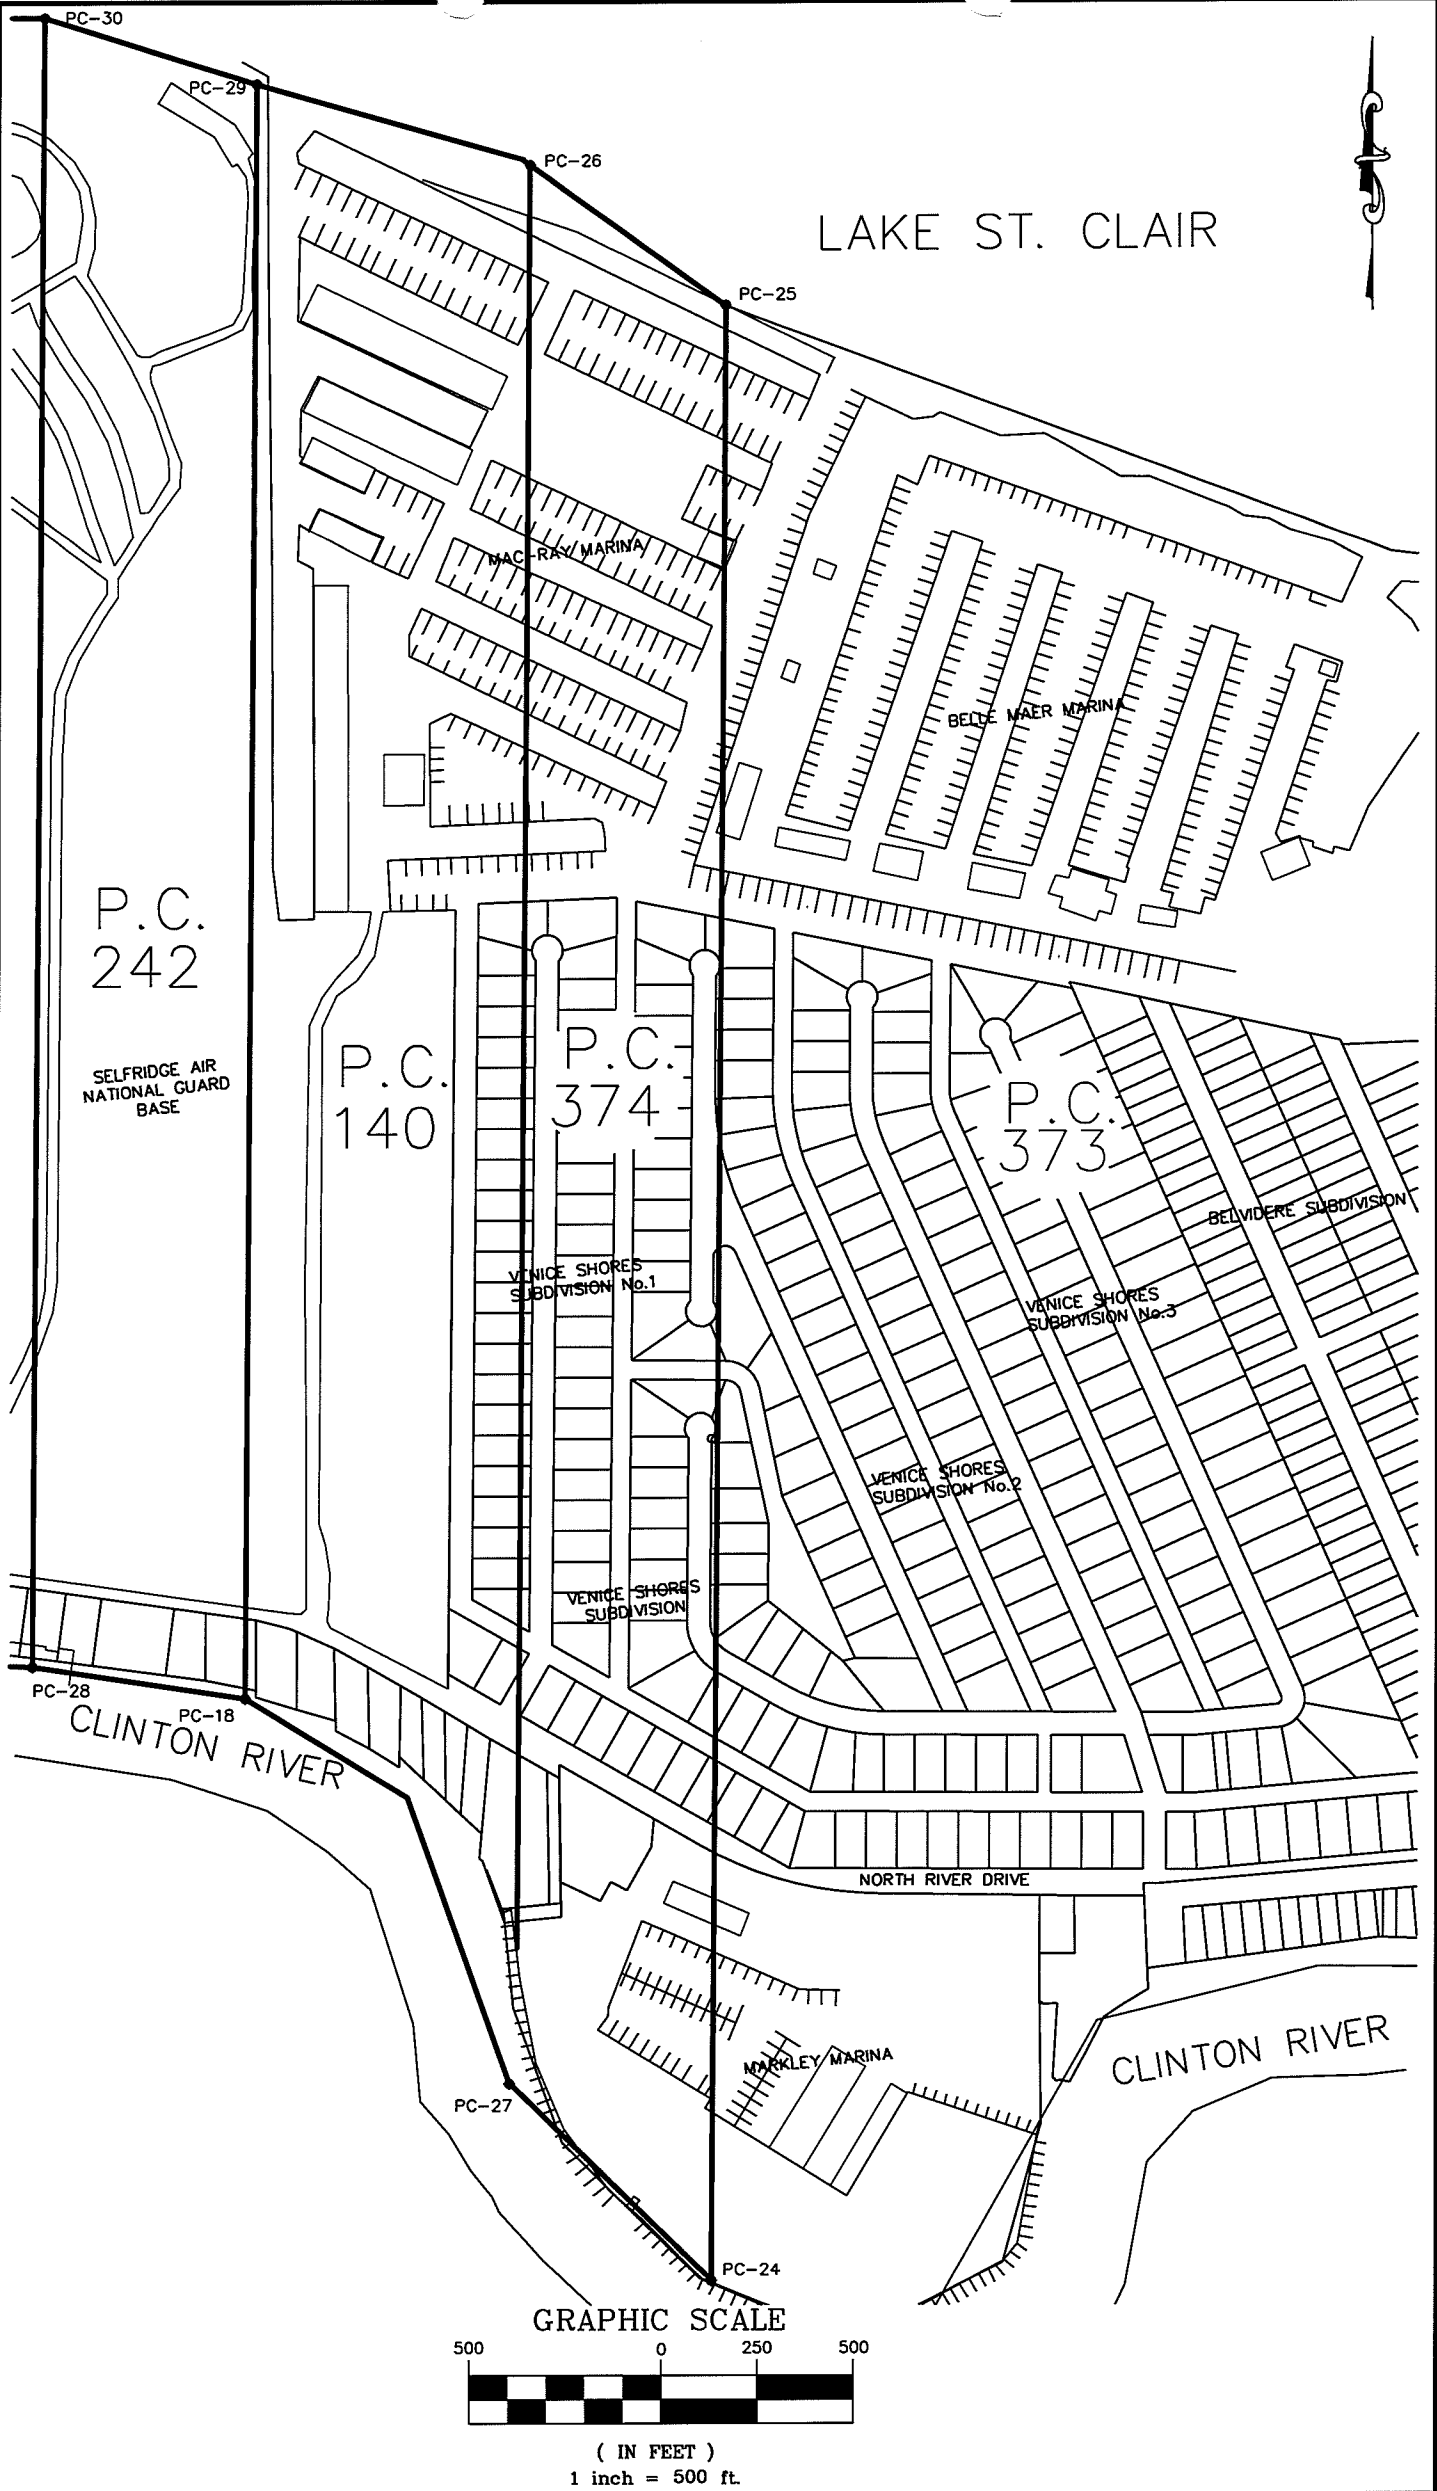 PC-30
PC-29
PC-26
LAKE ST. CLAIR
PC-25
MAC-RAY MARINA
BELLE MAER MARINA
P.C.
242
SELFRIDGE AIR
NATIONAL GUARD
BASE
P.C.
140
P.C.
374
P.C.
373
BELVIDERE SUBDIVISION
VENICE SHORES
SUBDIVISION No.1
VENICE SHORES
SUBDIVISION No.3
VENICE SHORES
SUBDIVISION No.2
VENICE SHORES
SUBDIVISION
PC-28
PC-18
CLINTON RIVER
NORTH RIVER DRIVE
MARKLEY MARINA
CLINTON RIVER
PC-27
PC-24
GRAPHIC SCALE
500 0 250 500
( IN FEET )
1 inch = 500 ft.